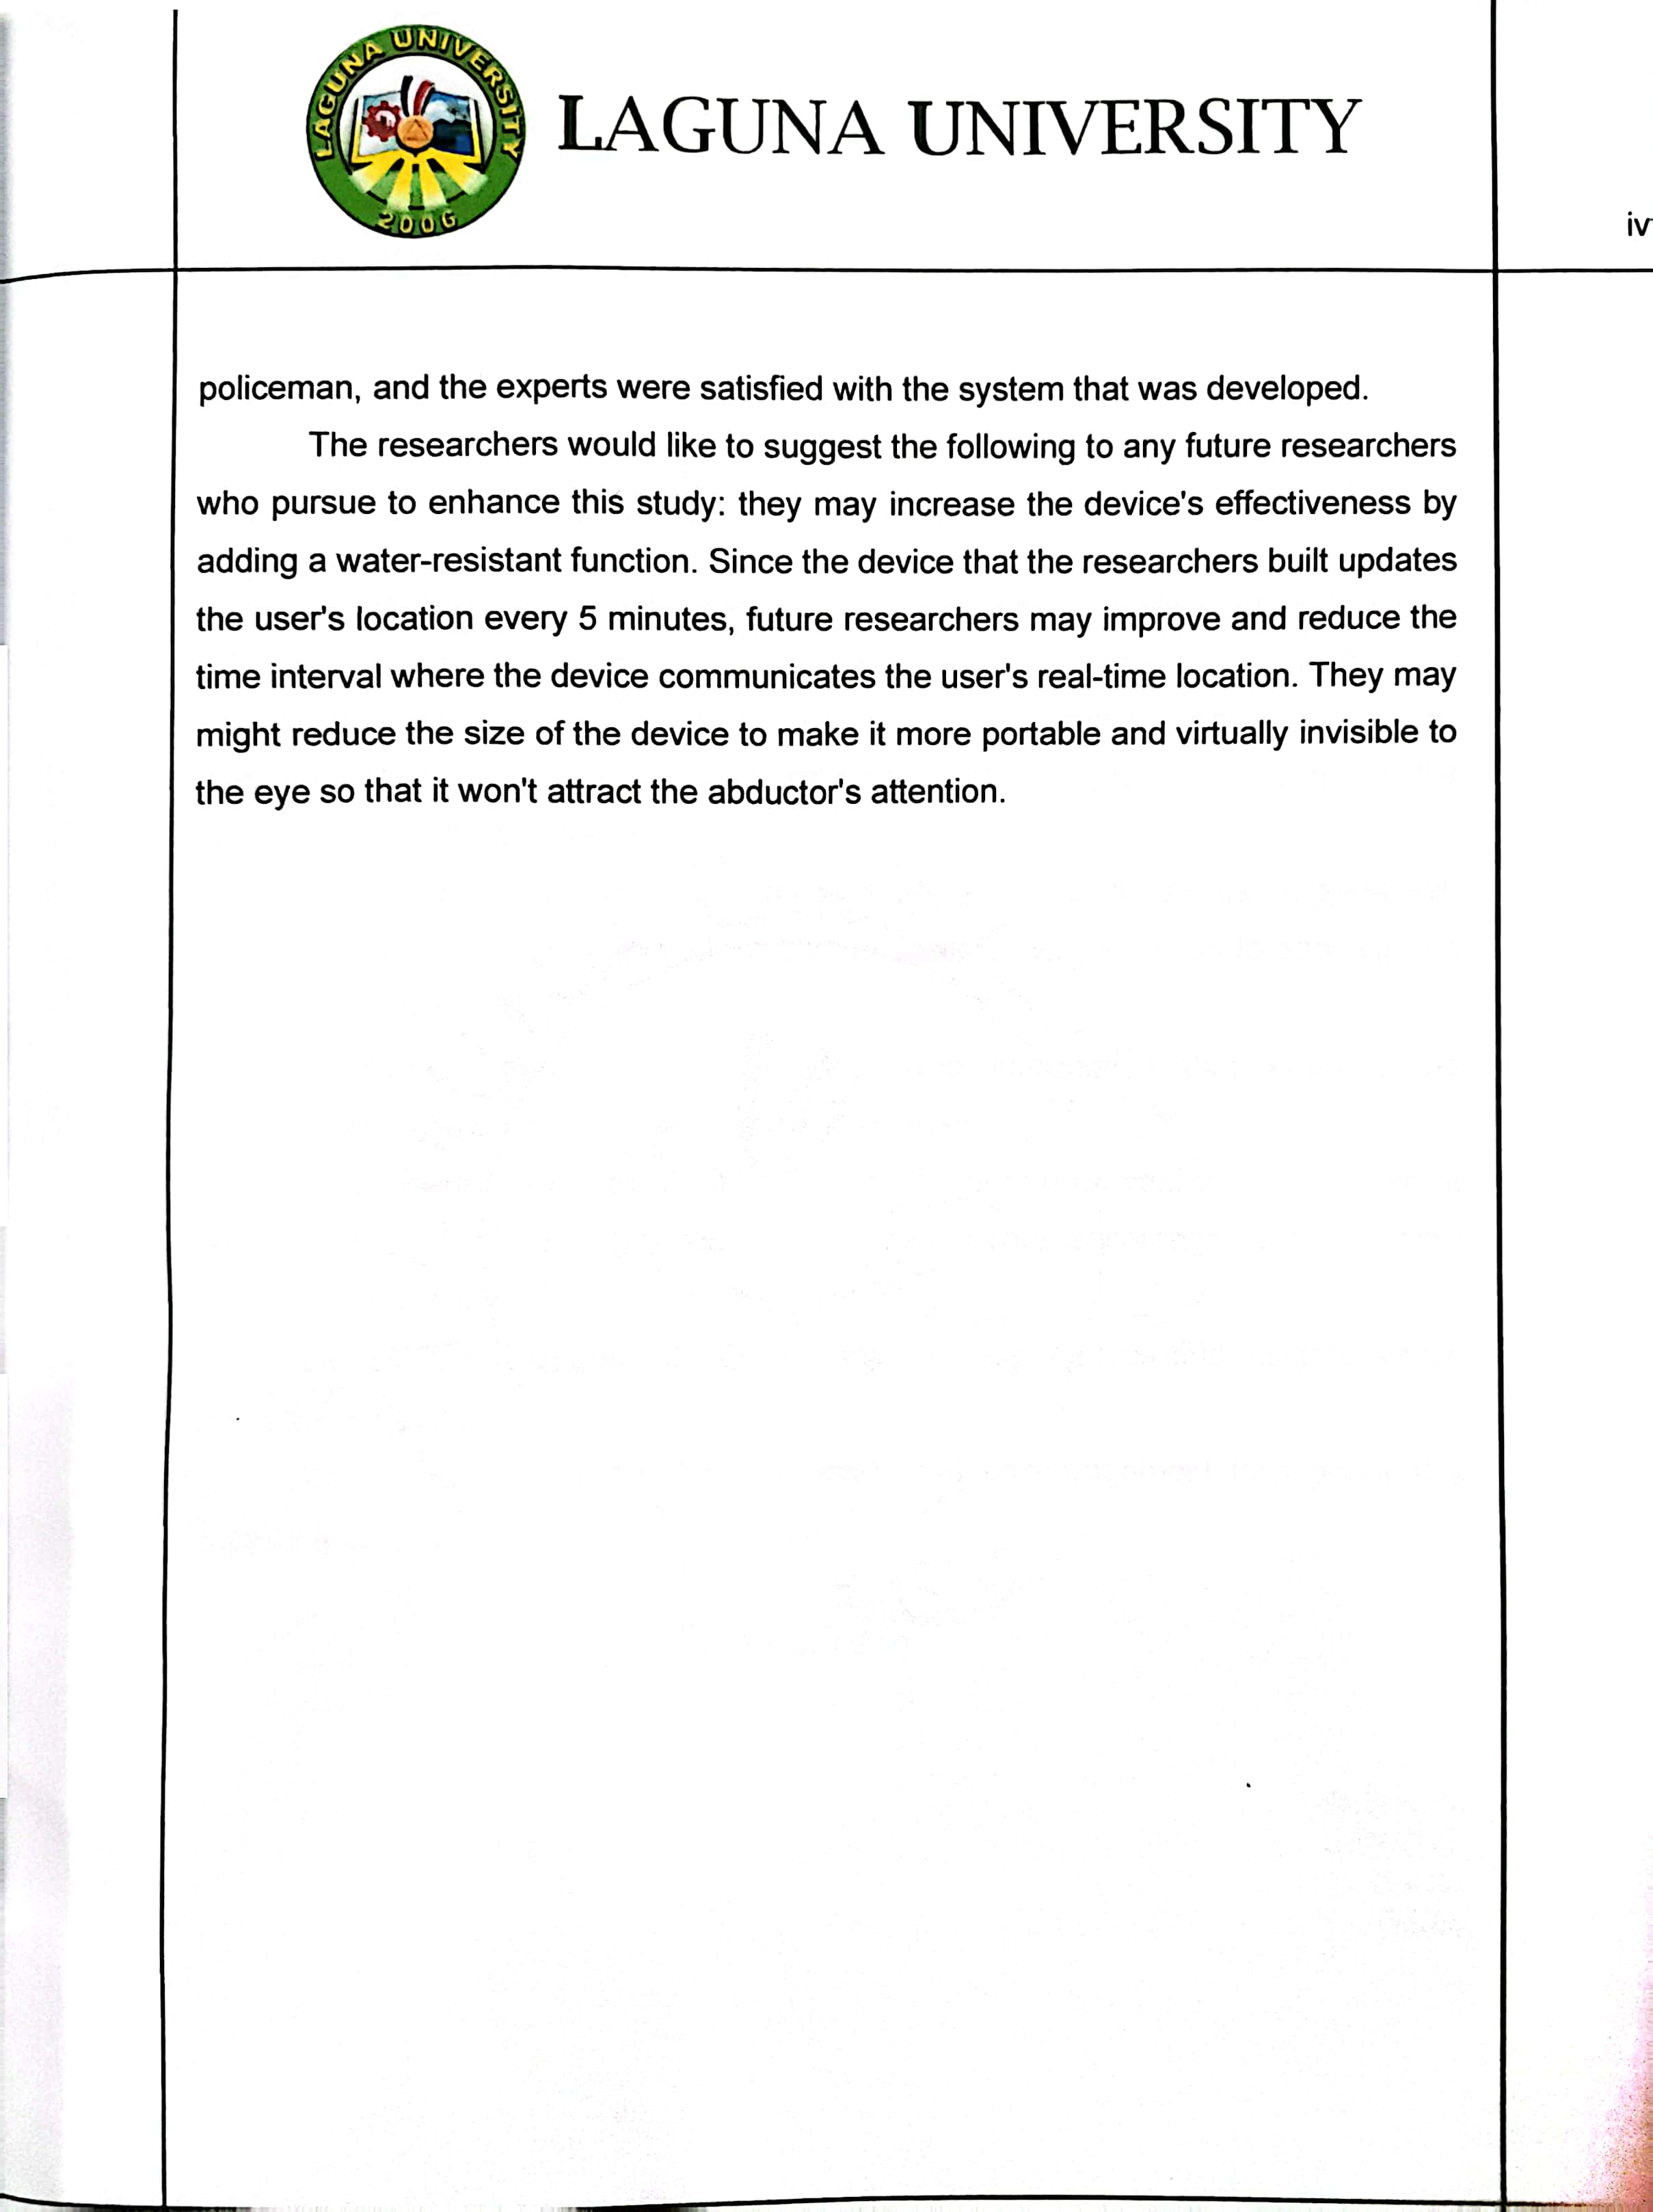 LAGUNA UNIVERSITY
2006
LAGUNA UNIVERSITY
iv
policeman, and the experts were satisfied with the system that was developed.
The researchers would like to suggest the following to any future researchers
who pursue to enhance this study: they may increase the device's effectiveness by
adding a water-resistant function. Since the device that the researchers built updates
the user's location every 5 minutes, future researchers may improve and reduce the
time interval where the device communicates the user's real-time location. They may
might reduce the size of the device to make it more portable and virtually invisible to
the eye so that it won't attract the abductor's attention.